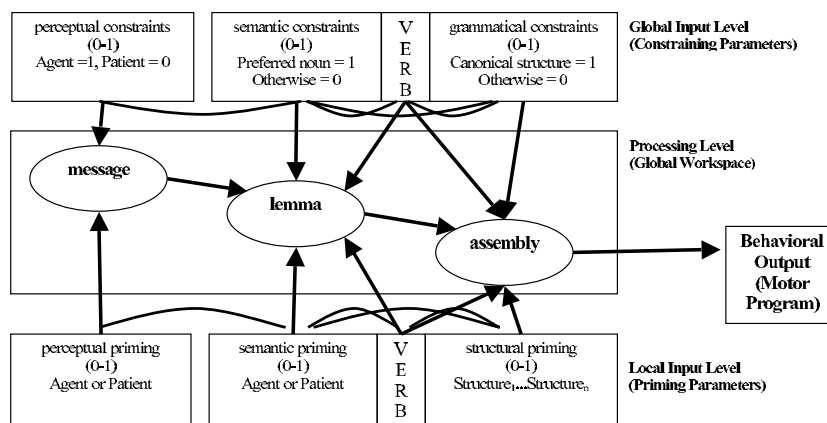 perceptual constraints
(0-1)
Agent =1, Patient = 0
semantic constraints
(0-1)
Preferred noun = 1
Otherwise = 0
V
E
R
B
grammatical constraints
(0-1)
Canonical structure = 1
Otherwise = 0
Global Input Level
(Constraining Parameters)
message
lemma
assembly
Processing Level
(Global Workspace)
Behavioral
Output
(Motor
Program)
perceptual priming
(0-1)
Agent or Patient
semantic priming
(0-1)
Agent or Patient
V
E
R
B
structural priming
(0-1)
Structure1...Structuren
Local Input Level
(Priming Parameters)